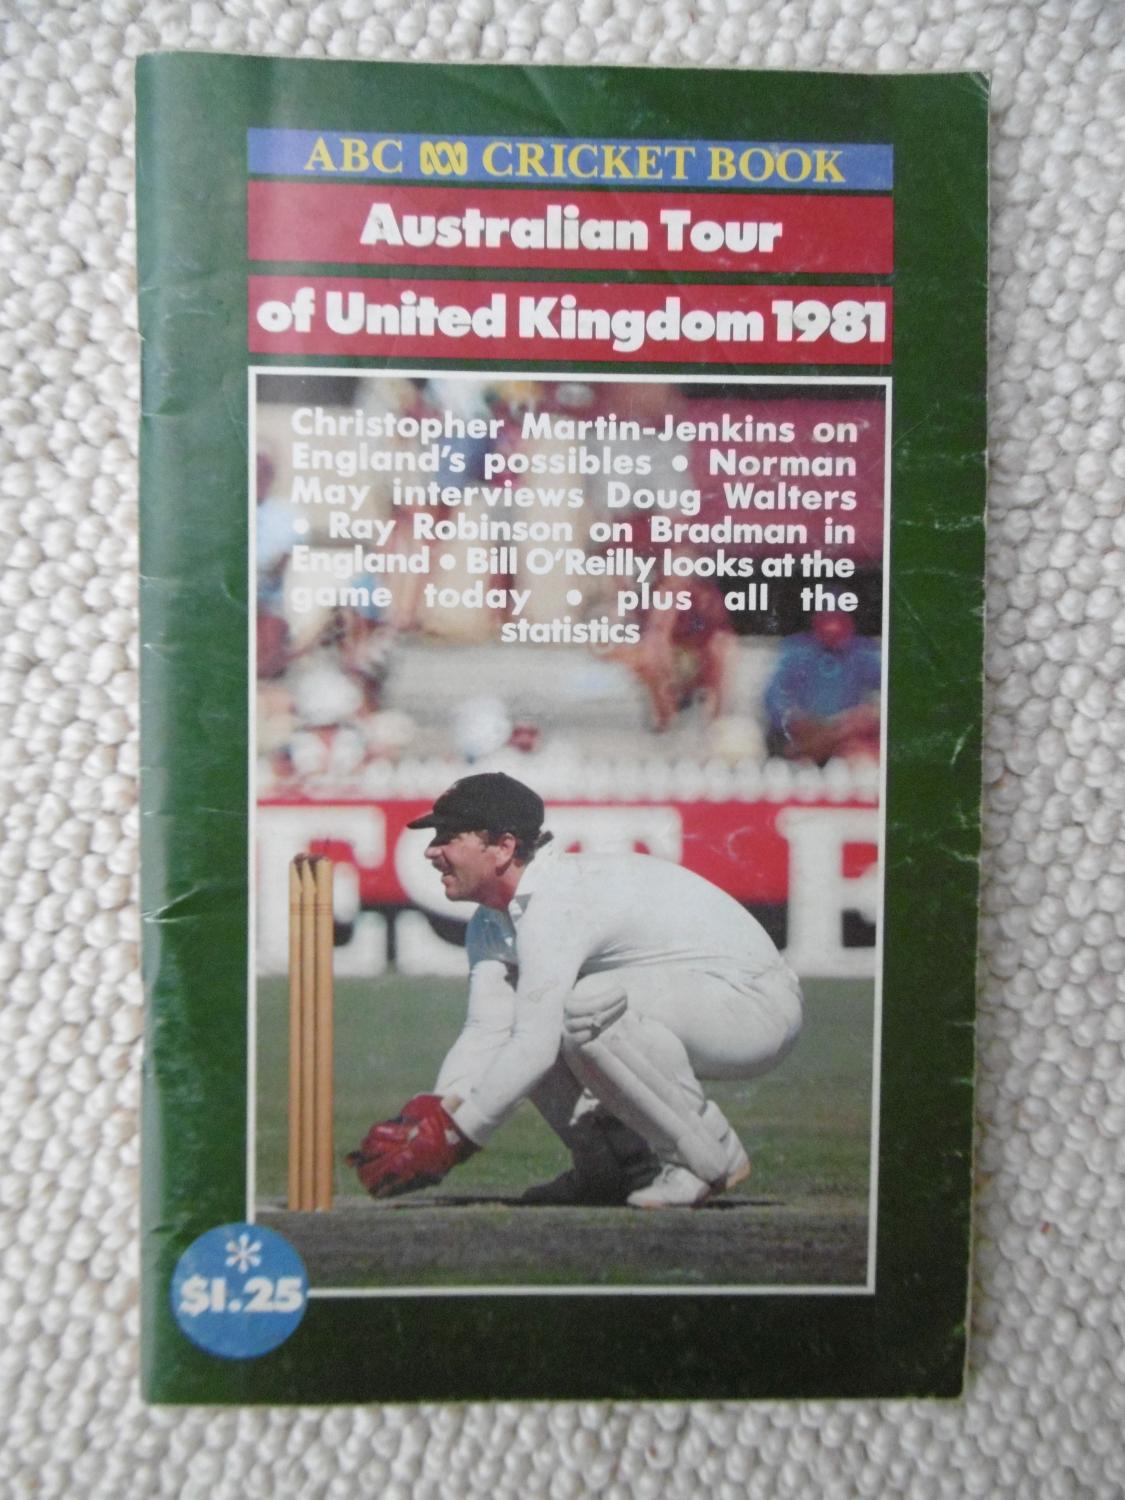 ABC CRICKET BOOK
Australian Tour
of United Kingdom 1981
Christopher Martin-Jenkins on
England's possibles • Norman
May interviews Doug Walters
• Ray Robinson on Bradman in
England • Bill O'Reilly looks at the
game today • plus all the
statistics
EST
*
$1.25